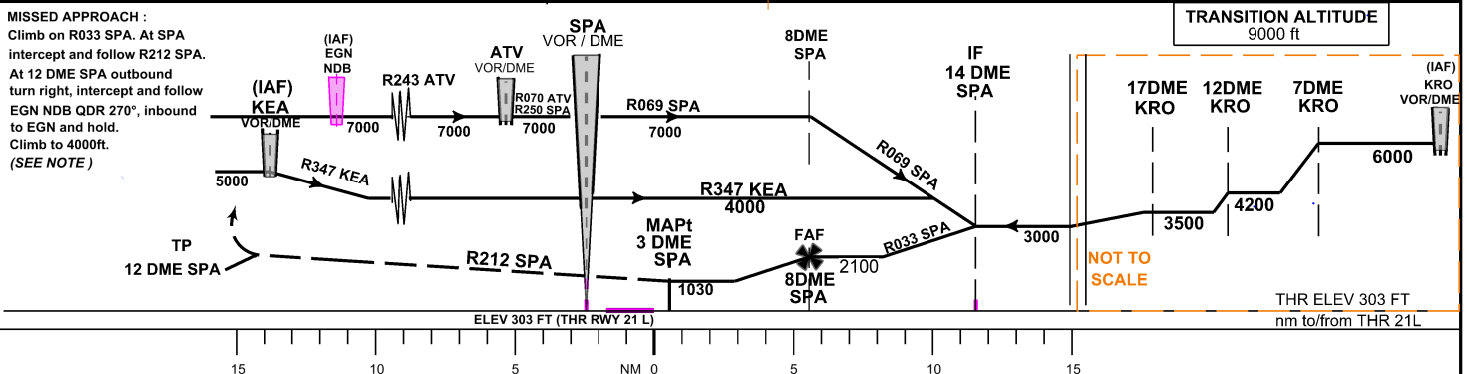 MISSED APPROACH :
Climb on R033 SPA. At SPA
intercept and follow R212 SPA.
At 12 DME SPA outbound
turn right, intercept and follow
EGN NDB QDR 270°, inbound
to EGN and hold.
Climb to 4000ft.
(SEE NOTE )
(IAF)
KEA
VOR/DME
(IAF)
EGN
NDB
R243 ATV
ATV
VOR/DME
R070 ATV
R250 SPA
SPA
VOR / DME
R069 SPA
8DME
SPA
IF
14 DME
SPA
TRANSITION ALTITUDE
9000 ft
17DME
KRO
12DME
KRO
7DME
KRO
(IAF)
KRO
VOR/DME
7000
7000
7000
7000
R069 SPA
6000
5000
R347 KEA
R347 KEA
4000
4200
3500
3000
TP
12 DME SPA
R212 SPA
MAPt
3 DME
SPA
1030
FAF
8DME
SPA
2100
R033 SPA
NOT TO
SCALE
THR ELEV 303 FT
ELEV 303 FT (THR RWY 21 L)
nm to/from THR 21L
15 10 5 NM 0 5 10 15